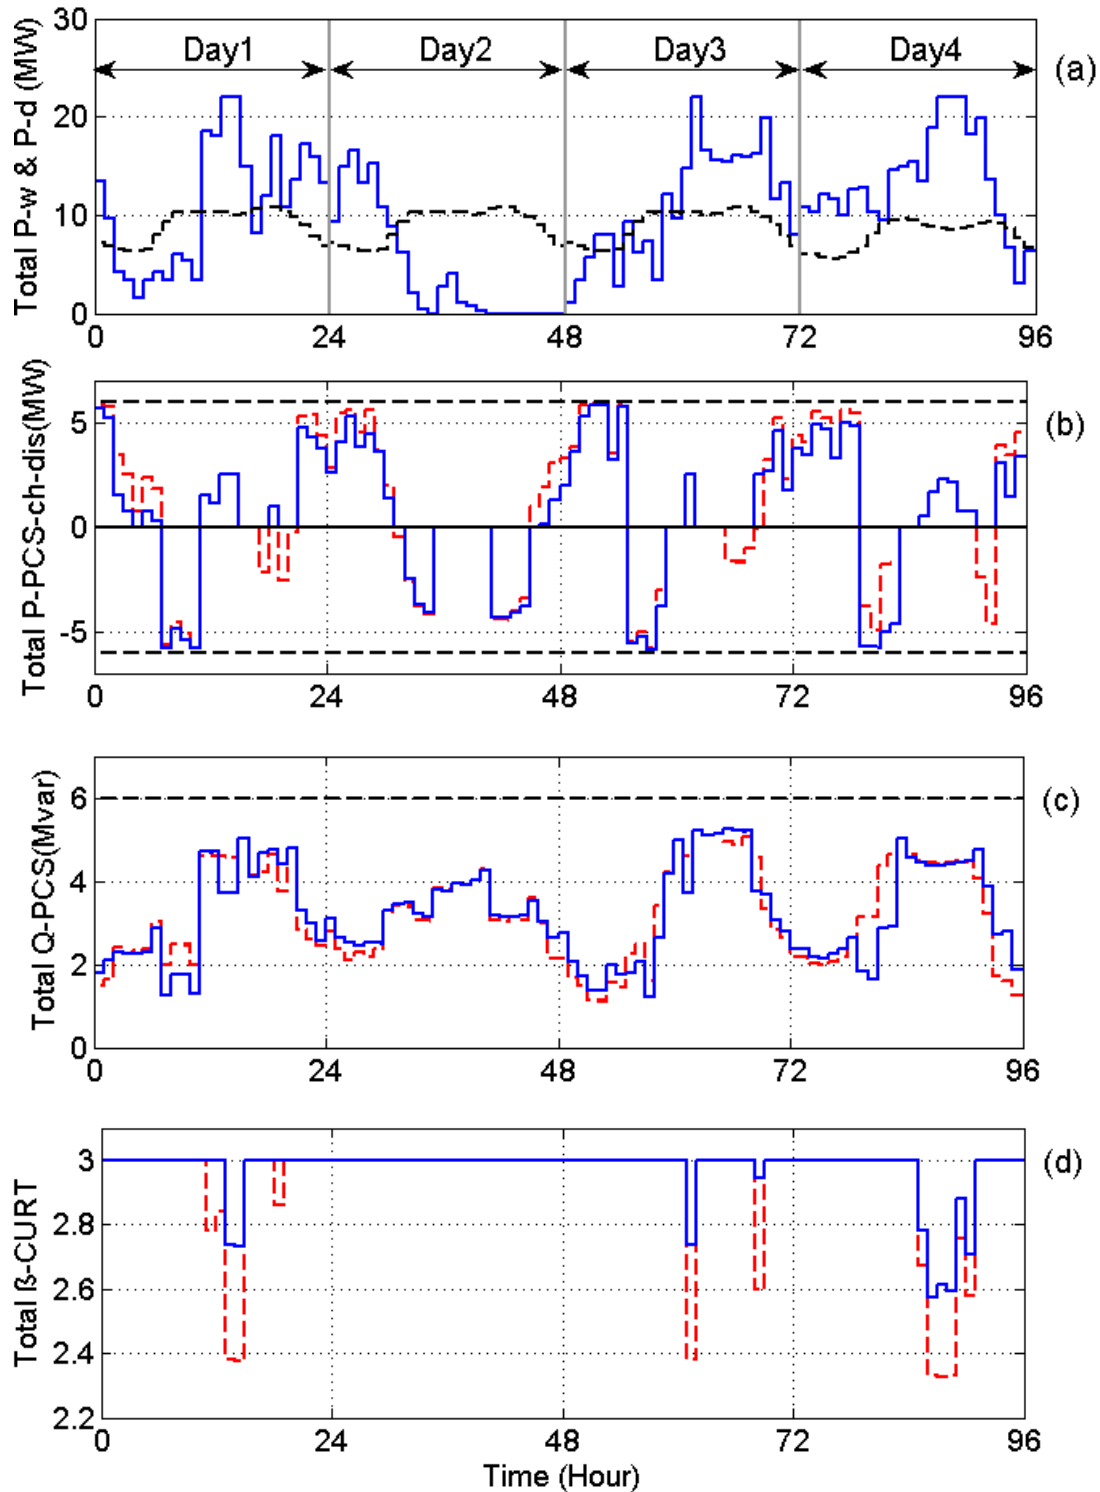 Total P-w & P-d (MW)
30
20
10
0
Day1 Day2 Day3 Day4
(a)
0 24 48 72 96
Total P-PCS-ch-dis(MW)
5
0
-5
(b)
0 24 48 72 96
Total Q-PCS(Mvar)
6
4
2
0
(c)
0 24 48 72 96
Total ß-CURT
3
2.8
2.6
2.4
2.2
(d)
0 24 48 72 96
Time (Hour)